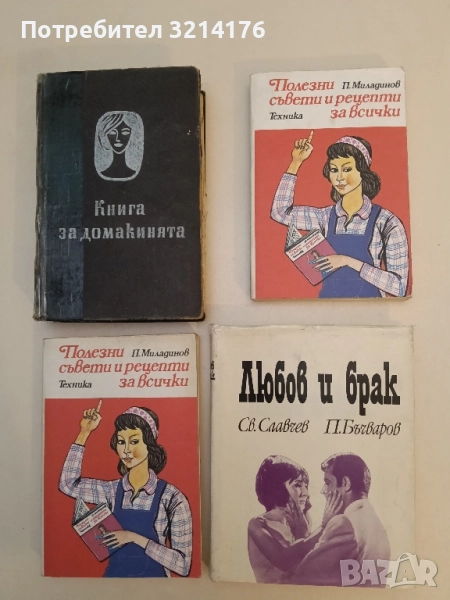 Потребител 3214176
Книга
за домакинята
Полезни П. Миладинов
съвети и рецепти
Техника за всички
Полезни П. Миладинов
съвети и рецепти
Техника за всички
Любов и брак
Св. Славчев П. Бъчваров
BAZAR